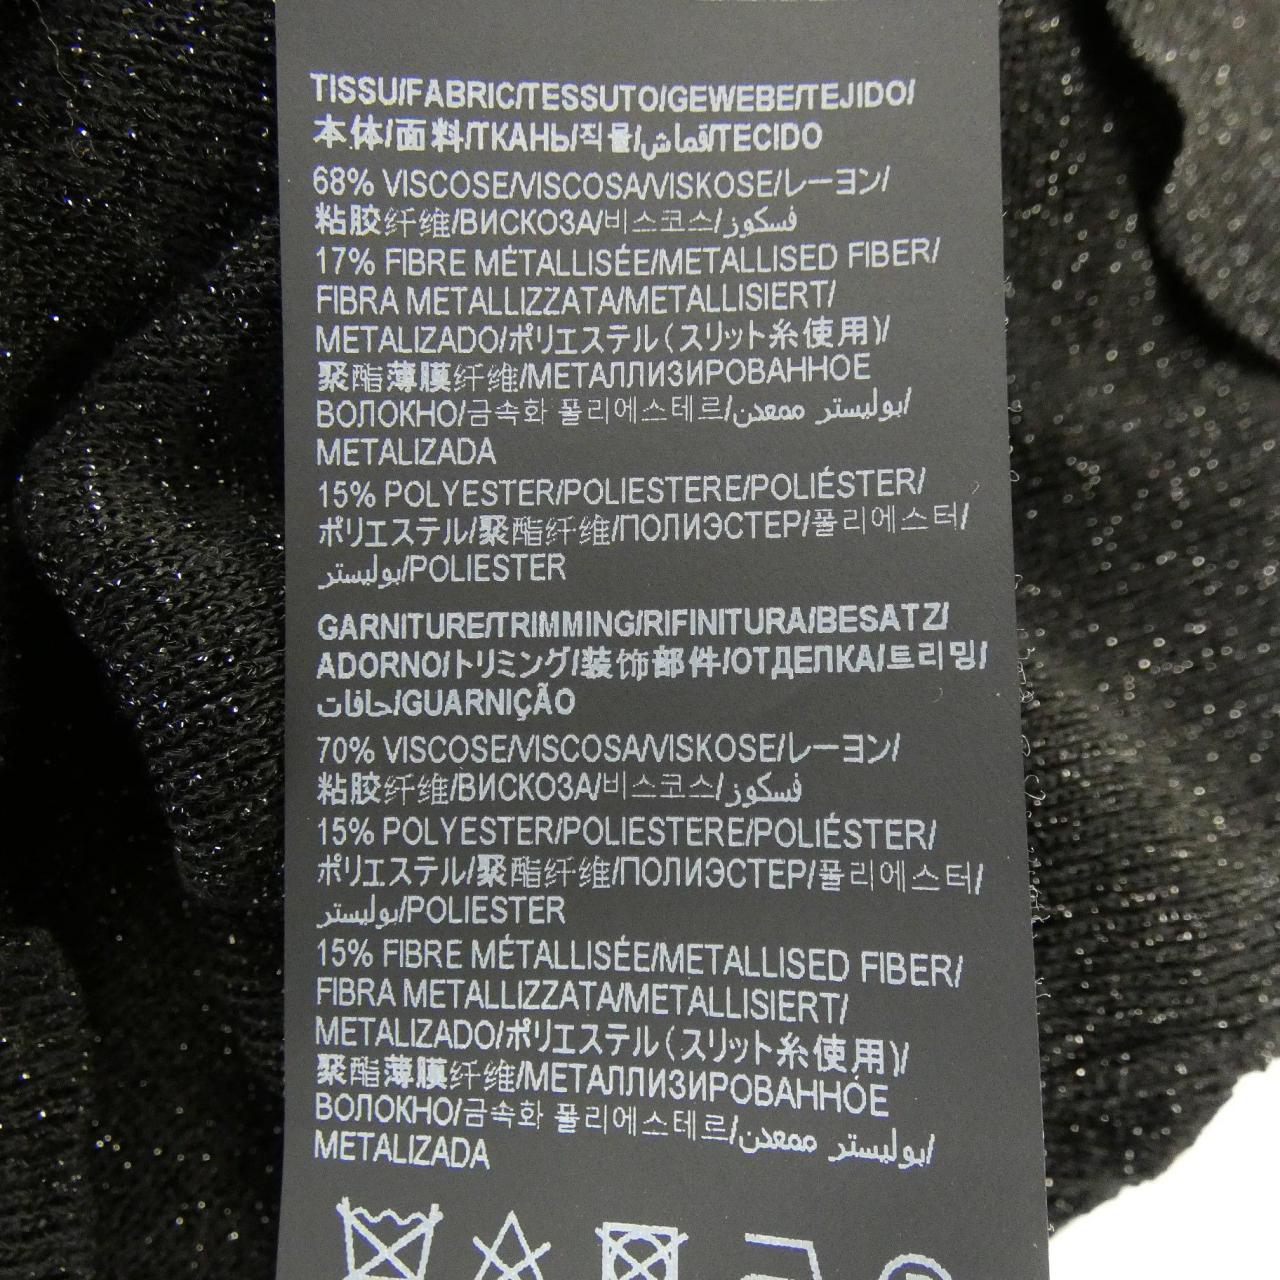 TISSU/FABRIC/TESSUTO/GEWEBE/TEJIDO/
本体/面料/ТКАНЬ/직물/قماش/TECIDO
68% VISCOSE/VISCOSA/VISKOSE/レーヨン/
粘胶纤维/ВИСКОЗА/비스코스/فسكوز
17% FIBRE MÉTALLISÉE/METALLISED FIBER/
FIBRA METALLIZZATA/METALLISIERT/
METALIZADO/ポリエステル(スリット糸使用)/
聚酯薄膜纤维/МЕТАЛЛИЗИРОВАННОЕ
ВОЛОКНО/금속화 폴리에스테르/بوليستر ممعدن/
METALIZADA
15% POLYESTER/POLIESTERE/POLIÉSTER/
ポリエステル/聚酯纤维/ПОЛИЭСТЕР/폴리에스터/
بوليستر/POLIESTER
GARNITURE/TRIMMING/RIFINITURA/BESATZ/
ADORNO/トリミング/装饰部件/ОТДЕПКА/트리밍/
حافات/GUARNIÇÃO
70% VISCOSE/VISCOSA/VISKOSE/レーヨン/
粘胶纤维/ВИСКОЗА/비스코스/فسكوز
15% POLYESTER/POLIESTERE/POLIÉSTER/
ポリエステル/聚酯纤维/ПОЛИЭСТЕР/폴리에스터/
بوليستر/POLIESTER
15% FIBRE MÉTALLISÉE/METALLISED FIBER/
FIBRA METALLIZZATA/METALLISIERT/
METALIZADO/ポリエステル(スリット糸使用)/
聚酯薄膜纤维/МЕТАЛЛИЗИРОВАННОЕ
ВОЛОКНО/금속화 폴리에스테르/بوليستر ممعدن/
METALIZADA